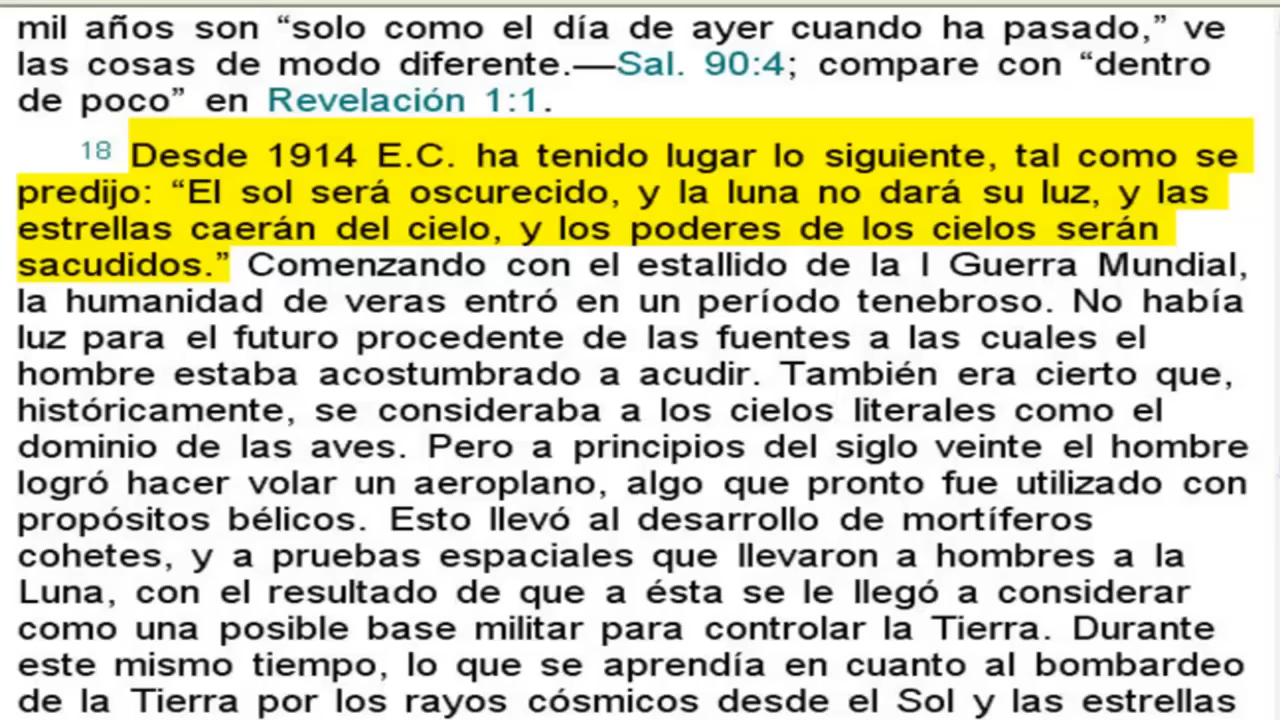 mil años son “solo como el día de ayer cuando ha pasado,” ve
las cosas de modo diferente.—Sal. 90:4; compare con “dentro
de poco” en Revelación 1:1.
18 Desde 1914 E.C. ha tenido lugar lo siguiente, tal como se
predijo: “El sol será oscurecido, y la luna no dará su luz, y las
estrellas caerán del cielo, y los poderes de los cielos serán
sacudidos.” Comenzando con el estallido de la I Guerra Mundial,
la humanidad de veras entró en un período tenebroso. No había
luz para el futuro procedente de las fuentes a las cuales el
hombre estaba acostumbrado a acudir. También era cierto que,
históricamente, se consideraba a los cielos literales como el
dominio de las aves. Pero a principios del siglo veinte el hombre
logró hacer volar un aeroplano, algo que pronto fue utilizado con
propósitos bélicos. Esto llevó al desarrollo de mortíferos
cohetes, y a pruebas espaciales que llevaron a hombres a la
Luna, con el resultado de que a ésta se le llegó a considerar
como una posible base militar para controlar la Tierra. Durante
este mismo tiempo, lo que se aprendía en cuanto al bombardeo
de la Tierra por los rayos cósmicos desde el Sol y las estrellas